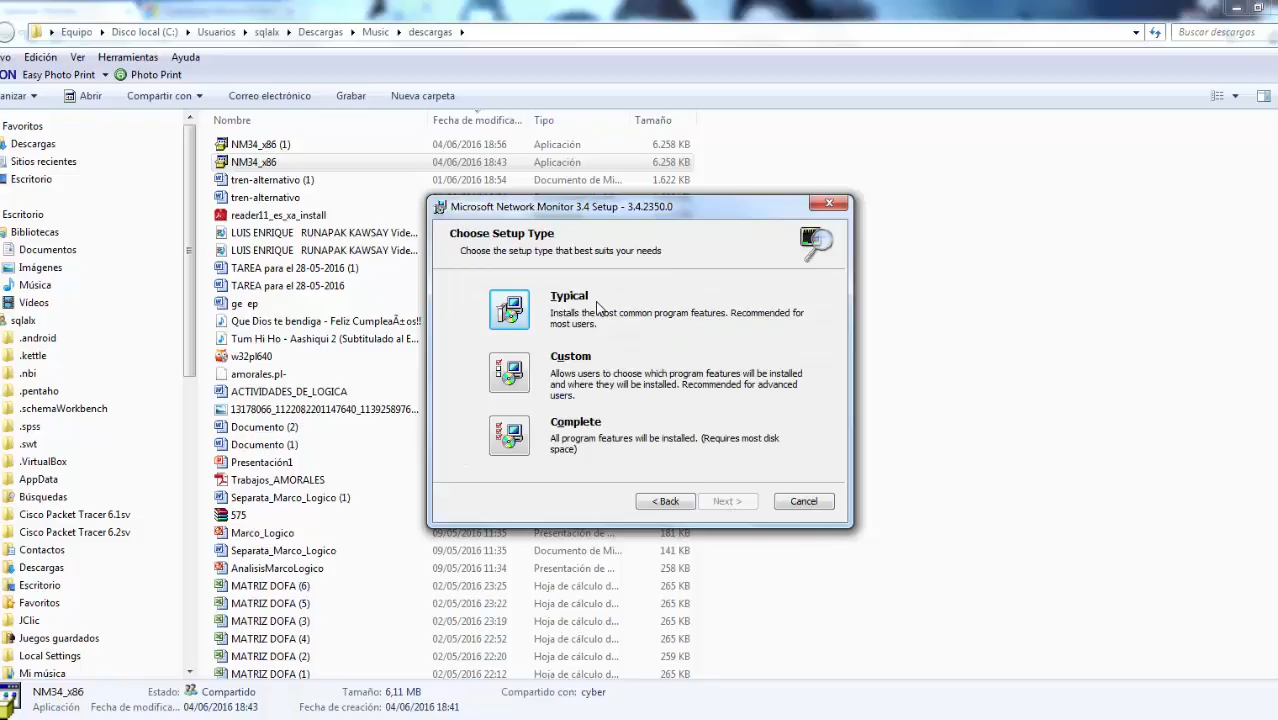 Equipo ▸ Disco local (C:) ▸ Usuarios ▸ sqlalx ▸ Descargas ▸ Music ▸ descargas ▸
Buscar descargas
vo Edición Ver Herramientas Ayuda
ON Easy Photo Print Photo Print
anizar Abrir Compartir con Correo electrónico Grabar Nueva carpeta
Favoritos
Descargas
Sitios recientes
Escritorio
Escritorio
Bibliotecas
Documentos
Imágenes
Música
Vídeos
sqlalx
.android
.kettle
.nbi
.pentaho
.schemaWorkbench
.spss
.swt
.VirtualBox
AppData
Búsquedas
Cisco Packet Tracer 6.1sv
Cisco Packet Tracer 6.2sv
Contactos
Descargas
Escritorio
Favoritos
JClic
Juegos guardados
Local Settings
Mi música
Nombre Fecha de modifica... Tipo Tamaño
NM34_x86 (1) 04/06/2016 18:56 Aplicación 6.258 KB
NM34_x86 04/06/2016 18:43 Aplicación 6.258 KB
tren-alternativo (1) 01/06/2016 18:54 Documento de Mi... 1.622 KB
tren-alternativo
reader11_es_xa_install
LUIS ENRIQUE RUNAPAK KAWSAY Vide...
LUIS ENRIQUE RUNAPAK KAWSAY Vide...
TAREA para el 28-05-2016 (1)
TAREA para el 28-05-2016
ge ep
Que Dios te bendiga - Feliz CumpleaÃ±os!!
Tum Hi Ho - Aashiqui 2 (Subtitulado al E...
w32pl640
amorales.pl-
ACTIVIDADES_DE_LOGICA
13178066_1122082201147640_1139258976...
Documento (2)
Documento (1)
Presentación1
Trabajos_AMORALES
Separata_Marco_Logico (1)
575
Marco_Logico 09/05/2016 11:35 Presentación de ... 181 KB
Separata_Marco_Logico 09/05/2016 11:35 Documento de Mi... 141 KB
AnalisisMarcoLogico 09/05/2016 11:34 Presentación de ... 258 KB
MATRIZ DOFA (6) 02/05/2016 23:25 Hoja de cálculo d... 265 KB
MATRIZ DOFA (5) 02/05/2016 23:22 Hoja de cálculo d... 265 KB
MATRIZ DOFA (3) 02/05/2016 23:19 Hoja de cálculo d... 265 KB
MATRIZ DOFA (4) 02/05/2016 22:52 Hoja de cálculo d... 265 KB
MATRIZ DOFA (2) 02/05/2016 22:20 Hoja de cálculo d... 259 KB
MATRIZ DOFA (1) 02/05/2016 22:12 Hoja de cálculo d... 265 KB
Microsoft Network Monitor 3.4 Setup - 3.4.2350.0
Choose Setup Type
Choose the setup type that best suits your needs
Typical
Installs the most common program features. Recommended for
most users.
Custom
Allows users to choose which program features will be installed
and where they will be installed. Recommended for advanced
users.
Complete
All program features will be installed. (Requires most disk
space)
< Back Next > Cancel
NM34_x86 Estado: Compartido Tamaño: 6,11 MB Compartido con: cyber
Aplicación Fecha de modifica... 04/06/2016 18:43 Fecha de creación: 04/06/2016 18:41